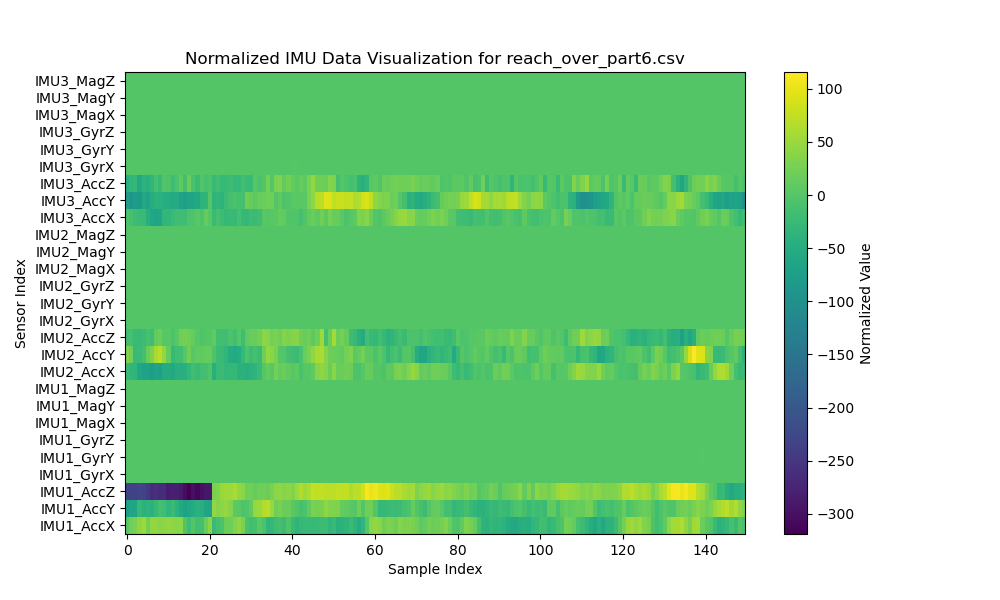 Normalized IMU Data Visualization for reach_over_part6.csv
IMU3_MagZ
IMU3_MagY
IMU3_MagX
IMU3_GyrZ
IMU3_GyrY
IMU3_GyrX
IMU3_AccZ
IMU3_AccY
IMU3_AccX
IMU2_MagZ
IMU2_MagY
IMU2_MagX
IMU2_GyrZ
IMU2_GyrY
IMU2_GyrX
IMU2_AccZ
IMU2_AccY
IMU2_AccX
IMU1_MagZ
IMU1_MagY
IMU1_MagX
IMU1_GyrZ
IMU1_GyrY
IMU1_GyrX
IMU1_AccZ
IMU1_AccY
IMU1_AccX
Sensor Index
0 20 40 60 80 100 120 140
Sample Index
100
50
0
−50
−100
−150
−200
−250
−300
Normalized Value